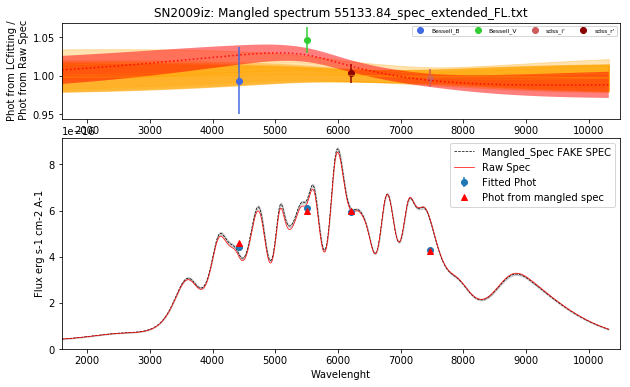 SN2009iz: Mangled spectrum 55133.84_spec_extended_FL.txt
Phot from LCfitting /
Phot from Raw Spec
1.05
1.00
0.95
Bessell_B Bessell_V sdss_i' sdss_r'
2000 3000 4000 5000 6000 7000 8000 9000 10000
1e−16
Flux erg s-1 cm-2 A-1
8
6
4
2
0
Mangled_Spec FAKE SPEC
Raw Spec
Fitted Phot
Phot from mangled spec
2000 3000 4000 5000 6000 7000 8000 9000 10000
Wavelenght